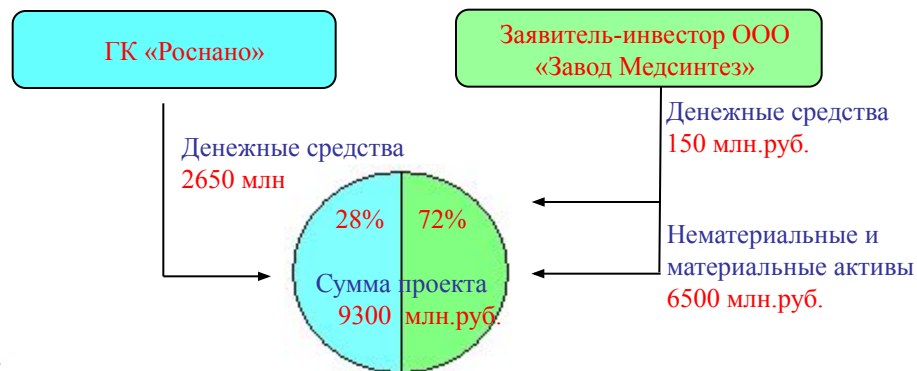 ГК «Роснано»
Заявитель-инвестор ООО
«Завод Медсинтез»
Денежные средства
2650 млн
Денежные средства
150 млн.руб.
28%
72%
Сумма проекта
9300 млн.руб.
Нематериальные и
материальные активы
6500 млн.руб.